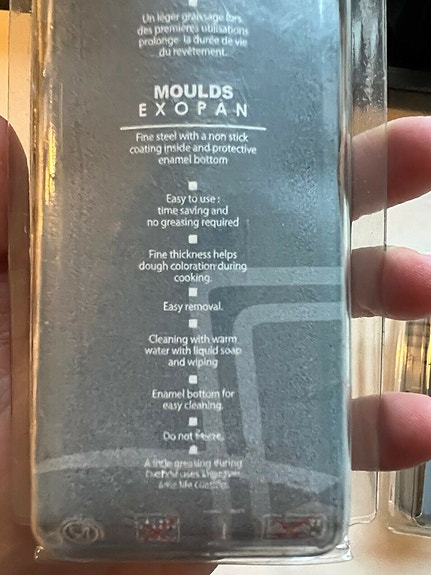 Un léger graissage lors
des premières utilisations
prolonge la durée de vie
du revêtement.
MOULDS
EXOPAN
Fine steel with a non stick
coating inside and protective
enamel bottom
Easy to use :
time saving and
no greasing required
Fine thickness helps
dough coloration during
cooking.
Easy removal.
Cleaning with warm
water with liquid soap
and wiping
Enamel bottom for
easy cleaning.
Do not freeze.
A little greasing during
uses
life